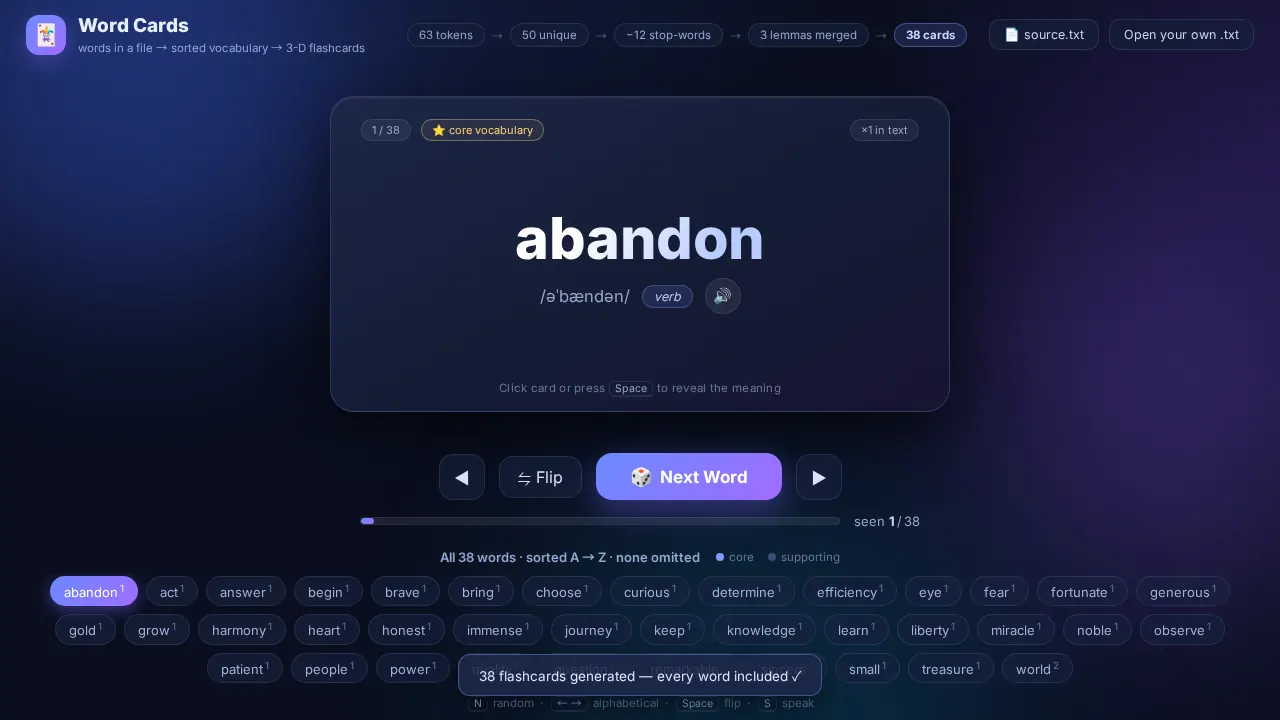 Word Cards
words in a file → sorted vocabulary → 3-D flashcards
63 tokens → 50 unique → −12 stop-words → 3 lemmas merged → 38 cards
source.txt
Open your own .txt
1 / 38
core vocabulary
×1 in text
abandon
/əˈbændən/ verb
Click card or press Space to reveal the meaning
◀ ⇋ Flip Next Word ▶
seen 1 / 38
All 38 words · sorted A → Z · none omitted core supporting
abandon 1 act 1 answer 1 begin 1 brave 1 bring 1 choose 1 curious 1 determine 1 efficiency 1 eye 1 fear 1 fortunate 1 generous 1
gold 1 grow 1 harmony 1 heart 1 honest 1 immense 1 journey 1 keep 1 knowledge 1 learn 1 liberty 1 miracle 1 noble 1 observe 1
patient 1 people 1 power 1 question remarkable small 1 treasure 1 world 2
38 flashcards generated — every word included ✓
N random · ← → alphabetical · Space flip · S speak